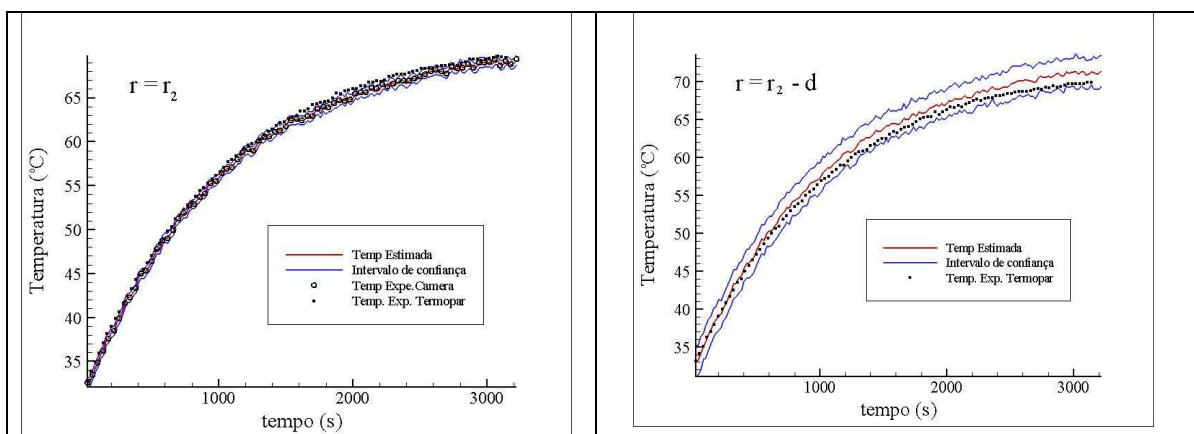 r = r₂
Temperatura (°C)
65
60
55
50
45
40
35
Temp Estimada
Intervalo de confiança
Temp Expe.Camera
Temp. Exp. Termopar
1000
2000
3000
tempo (s)
r = r₂ - d
Temperatura (°C)
70
65
60
55
50
45
40
35
Temp Estimada
Intervalo de confiança
Temp. Exp. Termopar
1000
2000
3000
tempo (s)